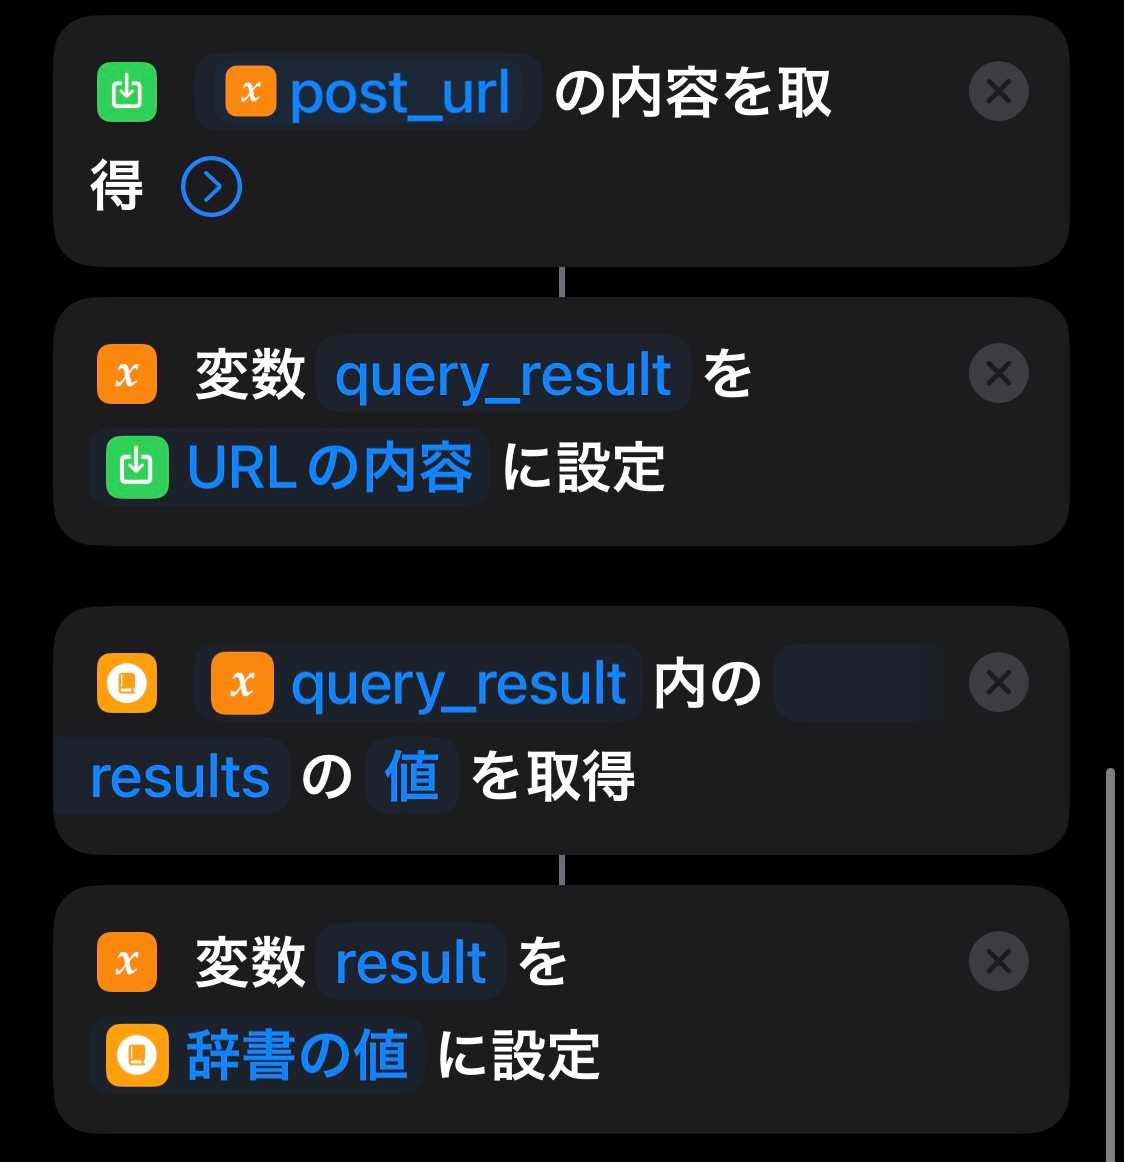 post_url の内容を取
得
変数 query_result を
URLの内容 に設定
query_result 内の
results の 値 を取得
変数 result を
辞書の値 に設定